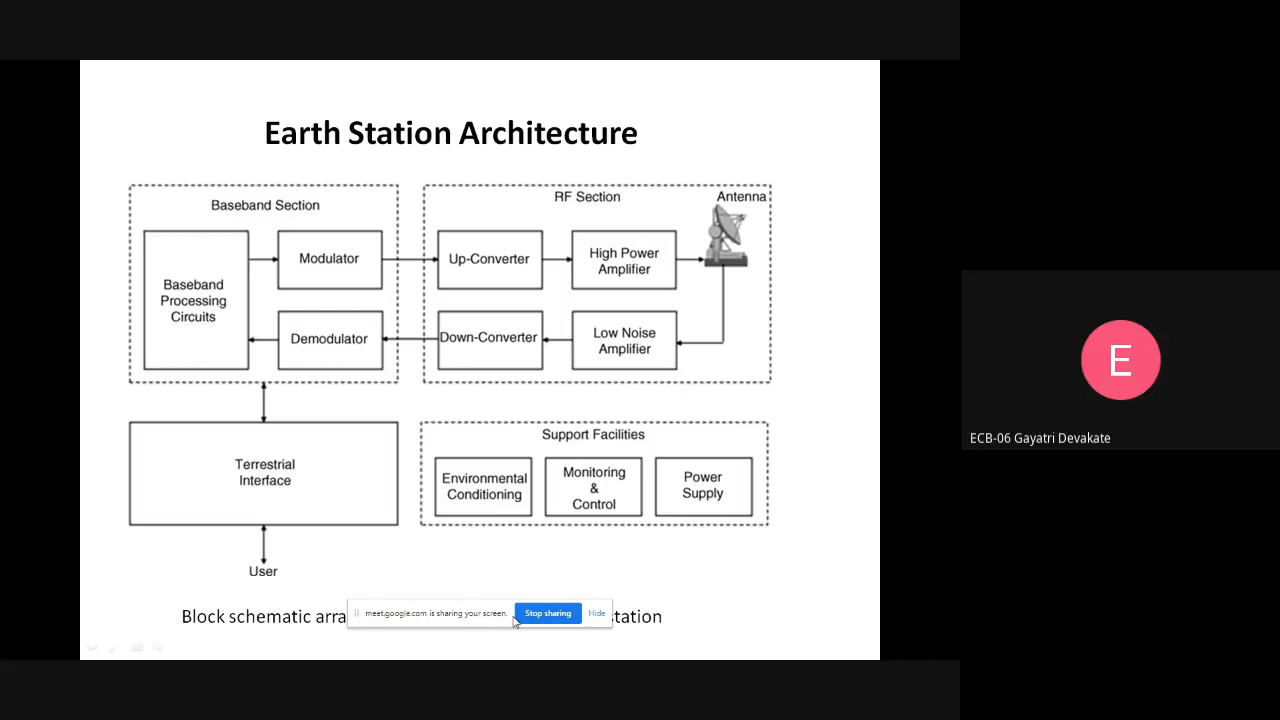 Earth Station Architecture
Baseband Section
RF Section
Antenna
Baseband
Processing
Circuits
Modulator
Up-Converter
High Power
Amplifier
Demodulator
Down-Converter
Low Noise
Amplifier
Terrestrial
Interface
Support Facilities
Environmental
Conditioning
Monitoring
&
Control
Power
Supply
User
Block schematic
meet.google.com is sharing your screen.
Stop sharing
Hide
E
ECB-06 Gayatri Devakate